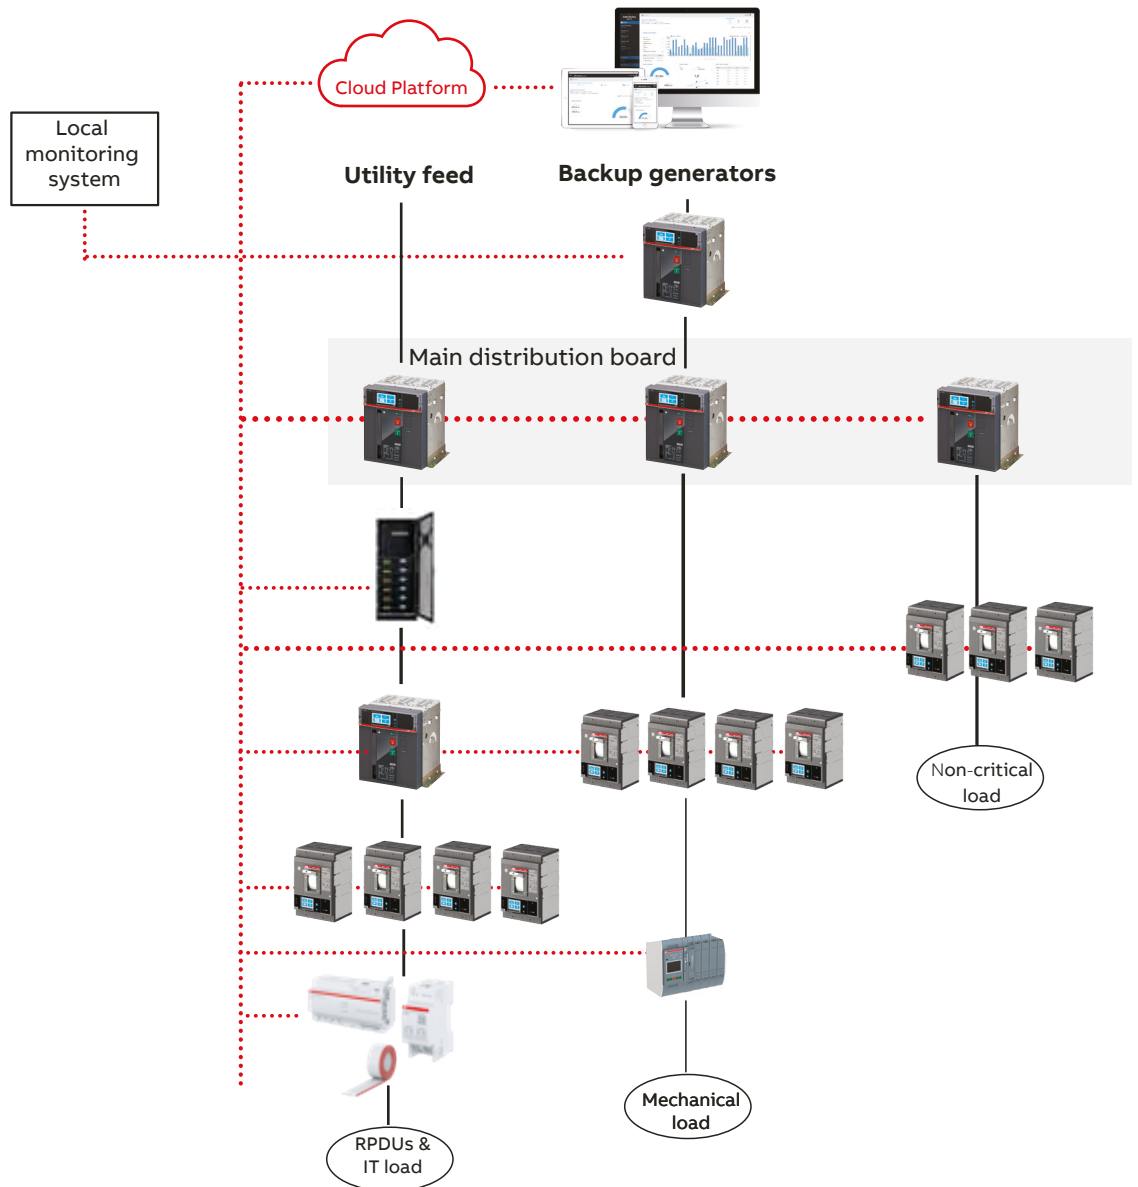 Cloud Platform
Local
monitoring
system
Utility feed
Backup generators
Main distribution board
Non-critical
load
Mechanical
load
RPDUs &
IT load